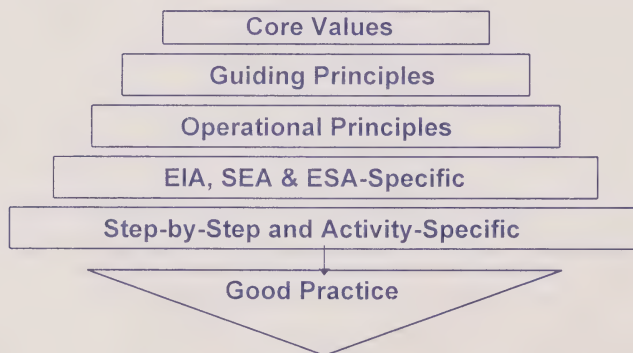 Core Values
Guiding Principles
Operational Principles
EIA, SEA & ESA-Specific
Step-by-Step and Activity-Specific
Good Practice